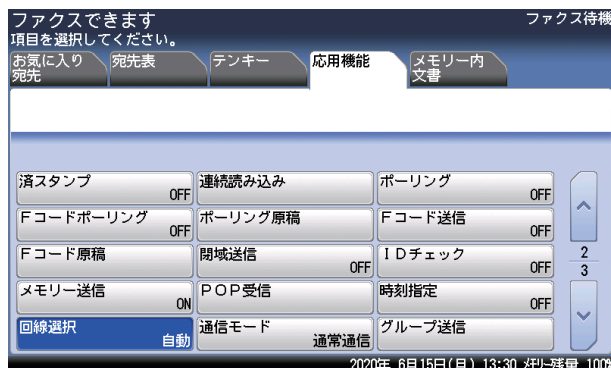 ファクスできます
ファクス待機
項目を選択してください。
お気に入り
宛先
宛先表
テンキー
応用機能
メモリー内
文書
済スタンプ
OFF
連続読み込み
ポーリング
OFF
Fコードポーリング
OFF
ポーリング原稿
Fコード送信
OFF
Fコード原稿
閉域送信
OFF
IDチェック
OFF
2
3
メモリー送信
ON
POP受信
時刻指定
OFF
回線選択
自動
通信モード
通常通信
グループ送信
2020年 6月15日(月) 13:30 メモリー残量 100%